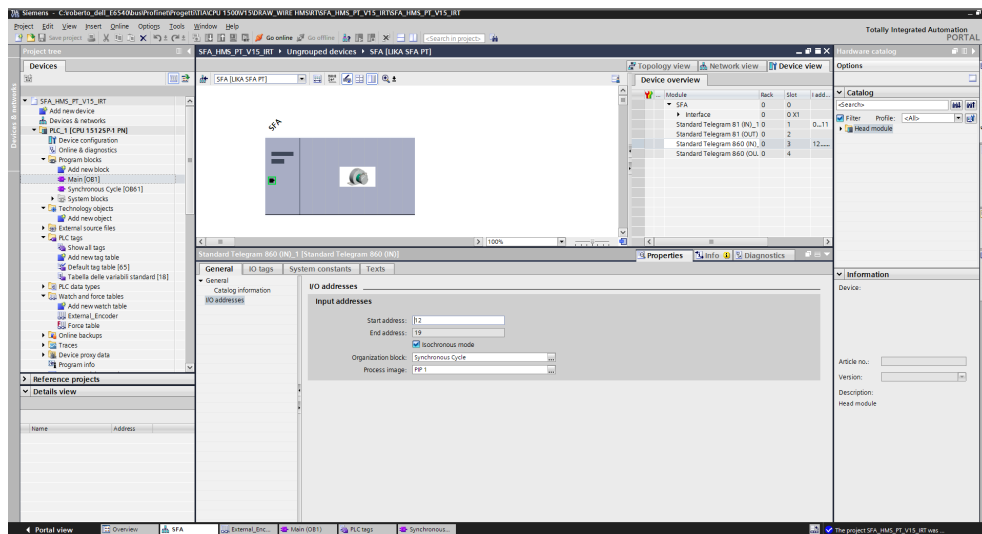 Siemens - C:\roberto_dell_E6540\bus\Profinet\Progetti\TIA\CPU 1500\V15\DRAW_WIRE HMS\IRT\SFA_HMS_PT_V15_IRT\SFA_HMS_PT_V15_IRT
Project Edit View Insert Online Options Tools Window Help
Save project
Go online
Go offline
<Search in project>
Totally Integrated Automation
PORTAL
Project tree
SFA_HMS_PT_V15_IRT ▸ Ungrouped devices ▸ SFA [LIKA SFA PT]
Hardware catalog
Devices
Topology view
Network view
Device view
Options
Devices & networks
SFA [LIKA SFA PT]
Device overview
SFA_HMS_PT_V15_IRT
Add new device
Devices & networks
PLC_1 [CPU 1512SP-1 PN]
Device configuration
Online & diagnostics
Program blocks
Add new block
Main [OB1]
Synchronous Cycle [OB61]
System blocks
Technology objects
Add new object
External source files
PLC tags
Show all tags
Add new tag table
Default tag table [65]
Tabella delle variabili standard [18]
PLC data types
Watch and force tables
Add new watch table
External_Encoder
Force table
Online backups
Traces
Device proxy data
Program info
Reference projects
Details view
Name Address
SFA
100%
... Module Rack Slot I add...
SFA 0 0
Interface 0 0 X1
Standard Telegram 81 (IN)_1 0 1 0...11
Standard Telegram 81 (OUT) 0 2
Standard Telegram 860 (IN)_ 0 3 12......
Standard Telegram 860 (OU.. 0 4
Catalog
<Search>
Filter Profile: <All>
Head module
Standard Telegram 860 (IN)_1 [Standard Telegram 860 (IN)]
Properties
Info
Diagnostics
General IO tags System constants Texts
General
Catalog information
I/O addresses
I/O addresses
Input addresses
Start address: 12
End address: 19
Isochronous mode
Organization block: Synchronous Cycle
Process image: PIP 1
Information
Device:
Article no.:
Version:
Description:
Head module
Portal view
Overview
SFA
External_Enc...
Main (OB1)
PLC tags
Synchronous...
The project SFA_HMS_PT_V15_IRT was ...